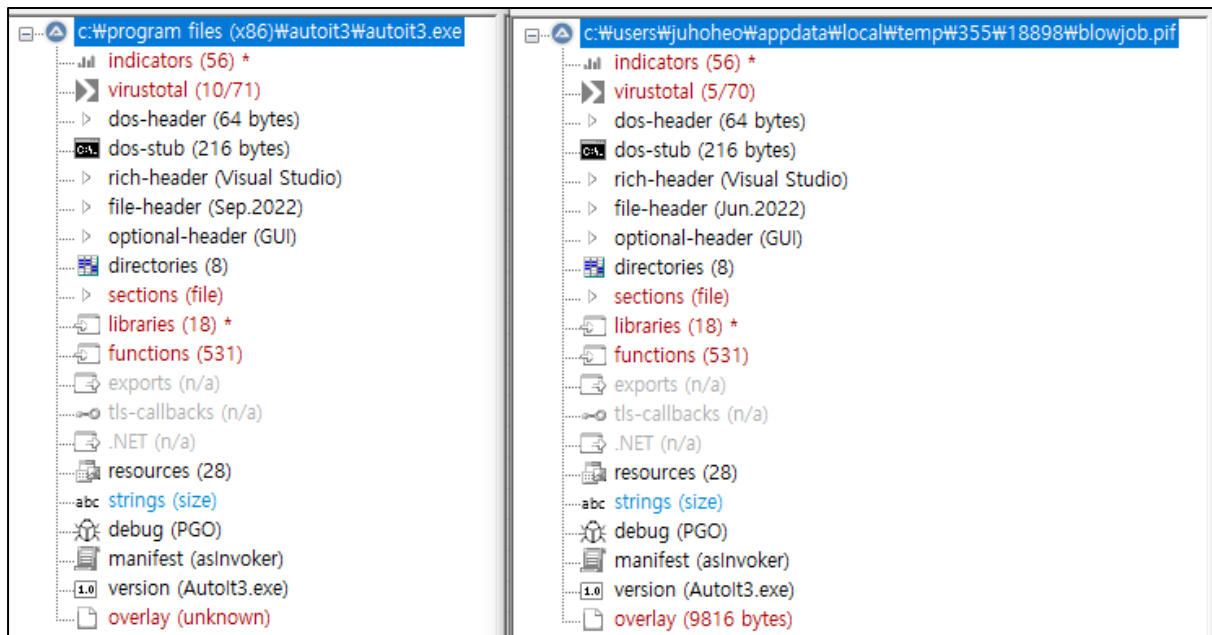 c:₩program files (x86)₩autoit3₩autoit3.exe
indicators (56) *
virustotal (10/71)
dos-header (64 bytes)
dos-stub (216 bytes)
rich-header (Visual Studio)
file-header (Sep.2022)
optional-header (GUI)
directories (8)
sections (file)
libraries (18) *
functions (531)
exports (n/a)
tls-callbacks (n/a)
.NET (n/a)
resources (28)
abc strings (size)
debug (PGO)
manifest (asInvoker)
1.0 version (AutoIt3.exe)
overlay (unknown)
c:₩users₩juhoheo₩appdata₩local₩temp₩355₩18898₩blowjob.pif
indicators (56) *
virustotal (5/70)
dos-header (64 bytes)
dos-stub (216 bytes)
rich-header (Visual Studio)
file-header (Jun.2022)
optional-header (GUI)
directories (8)
sections (file)
libraries (18) *
functions (531)
exports (n/a)
tls-callbacks (n/a)
.NET (n/a)
resources (28)
abc strings (size)
debug (PGO)
manifest (asInvoker)
1.0 version (AutoIt3.exe)
overlay (9816 bytes)